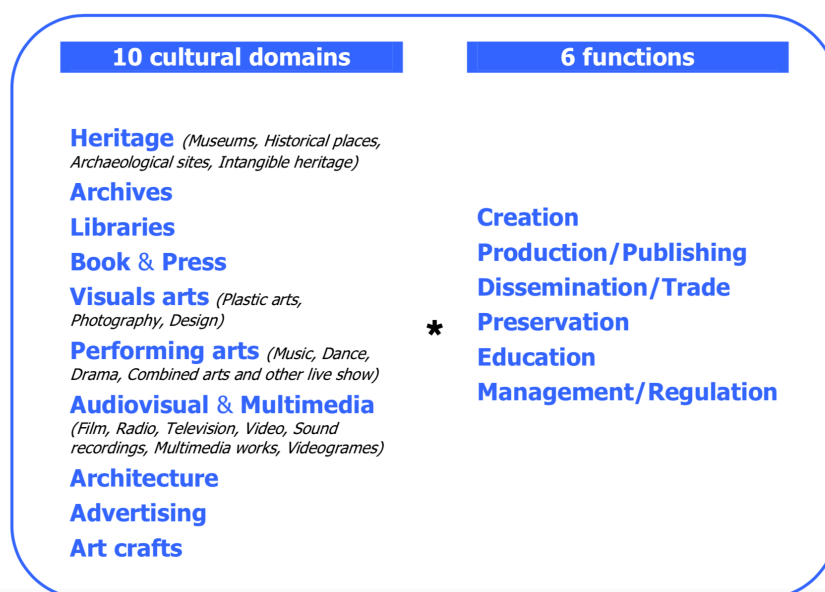 10 cultural domains
6 functions
Heritage (Museums, Historical places,
Archaeological sites, Intangible heritage)
Archives
Libraries
Book & Press
Visuals arts (Plastic arts,
Photography, Design)
Performing arts (Music, Dance,
Drama, Combined arts and other live show)
Audiovisual & Multimedia
(Film, Radio, Television, Video, Sound
recordings, Multimedia works, Videogrames)
Architecture
Advertising
Art crafts
*
Creation
Production/Publishing
Dissemination/Trade
Preservation
Education
Management/Regulation